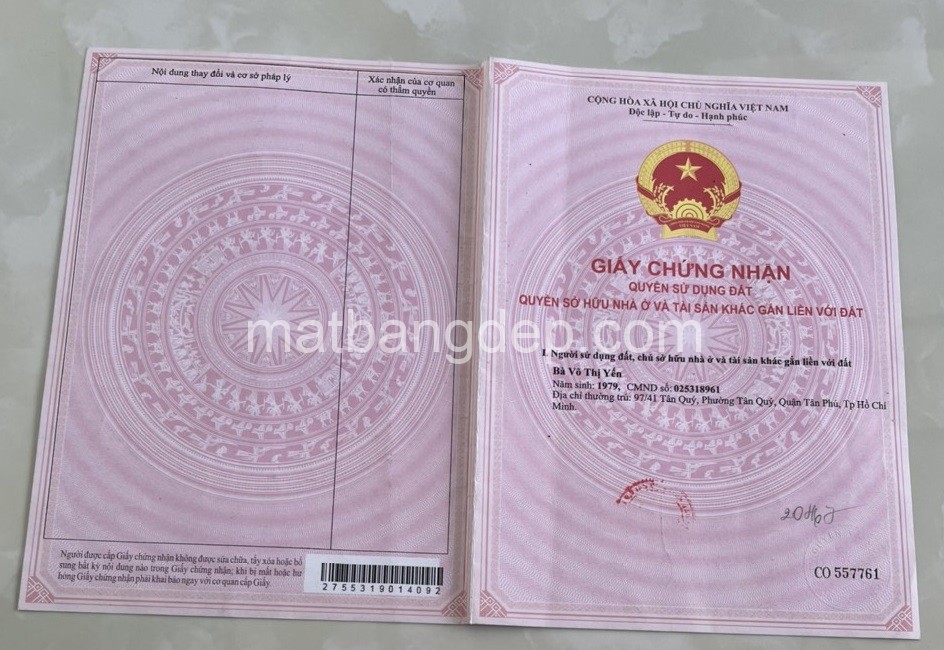 Nội dung thay đổi và cơ sở pháp lý
Xác nhận của cơ quan
có thẩm quyền
Người được cấp Giấy chứng nhận không được sửa chữa, tẩy xóa hoặc bổ
sung bất kỳ nội dung nào trong Giấy chứng nhận; khi bị mất hoặc hư
hỏng Giấy chứng nhận phải khai báo ngay với cơ quan cấp Giấy.
2755319014092
CỘNG HÒA XÃ HỘI CHỦ NGHĨA VIỆT NAM
Độc lập - Tự do - Hạnh phúc
VIỆT NAM
GIẤY CHỨNG NHẬN
QUYỀN SỬ DỤNG ĐẤT
QUYỀN SỞ HỮU NHÀ Ở VÀ TÀI SẢN KHÁC GẮN LIỀN VỚI ĐẤT
matbangdep.com
I. Người sử dụng đất, chủ sở hữu nhà ở và tài sản khác gắn liền với đất
Bà Võ Thị Yến
Năm sinh: 1979, CMND số: 025318961
Địa chỉ thường trú: 97/41 Tân Quý, Phường Tân Quý, Quận Tân Phú, Tp Hồ Chí
Minh.
CO 557761